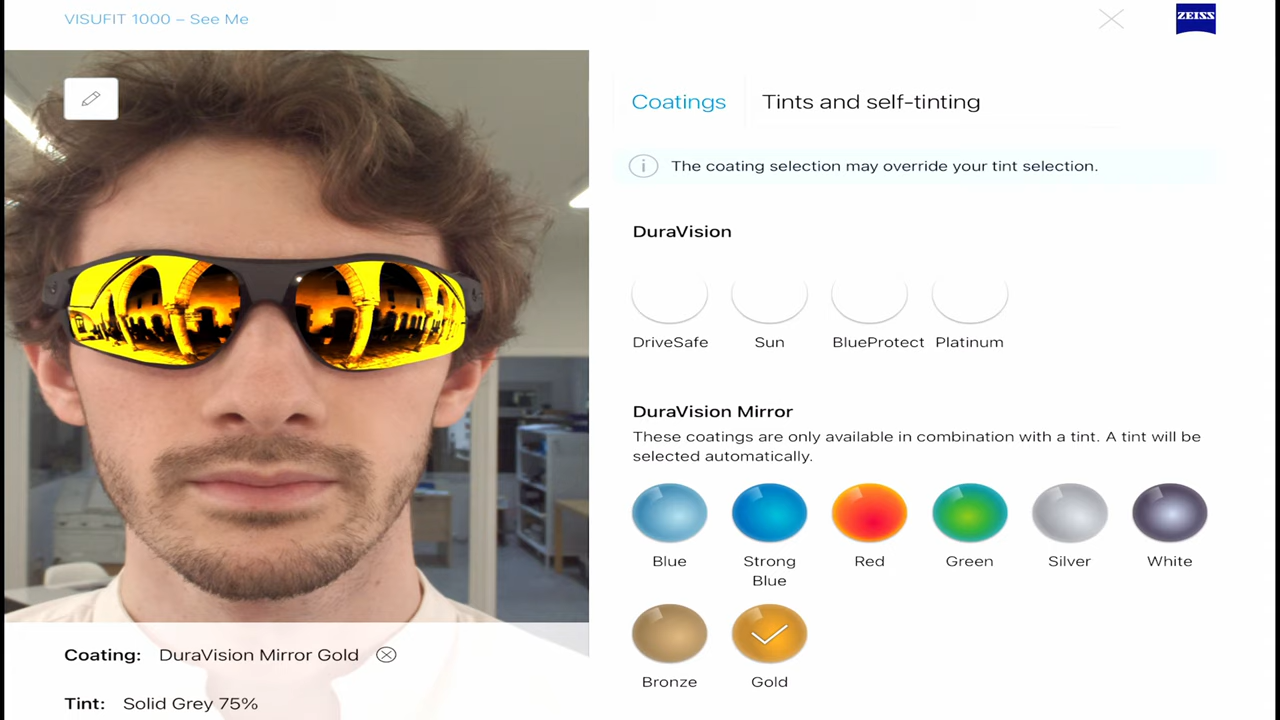 VISUFIT 1000 – See Me
ZEISS
Coatings
Tints and self-tinting
The coating selection may override your tint selection.
DuraVision
DriveSafe
Sun
BlueProtect
Platinum
DuraVision Mirror
These coatings are only available in combination with a tint. A tint will be
selected automatically.
Blue
Strong
Blue
Red
Green
Silver
White
Bronze
Gold
Coating: DuraVision Mirror Gold
Tint: Solid Grey 75%